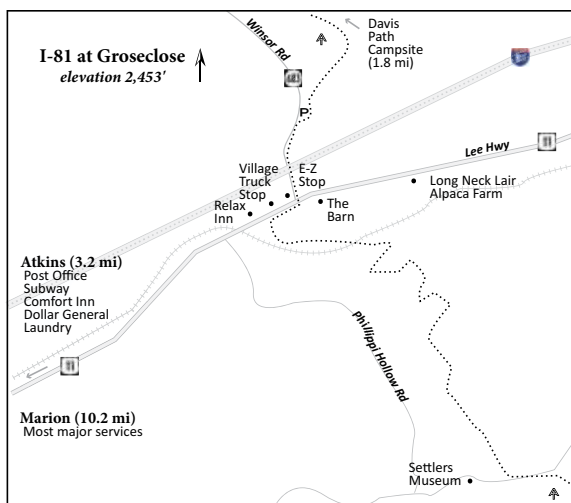 I-81 at Groseclose
elevation 2,453'
Winsor Rd
Davis
Path
Campsite
(1.8 mi)
P
Lee Hwy
Village
Truck
Stop
E-Z
Stop
Relax
Inn
The
Barn
Long Neck Lair
Alpaca Farm
Atkins (3.2 mi)
Post Office
Subway
Comfort Inn
Dollar General
Laundry
Phillippi Hollow Rd
Marion (10.2 mi)
Most major services
Settlers
Museum